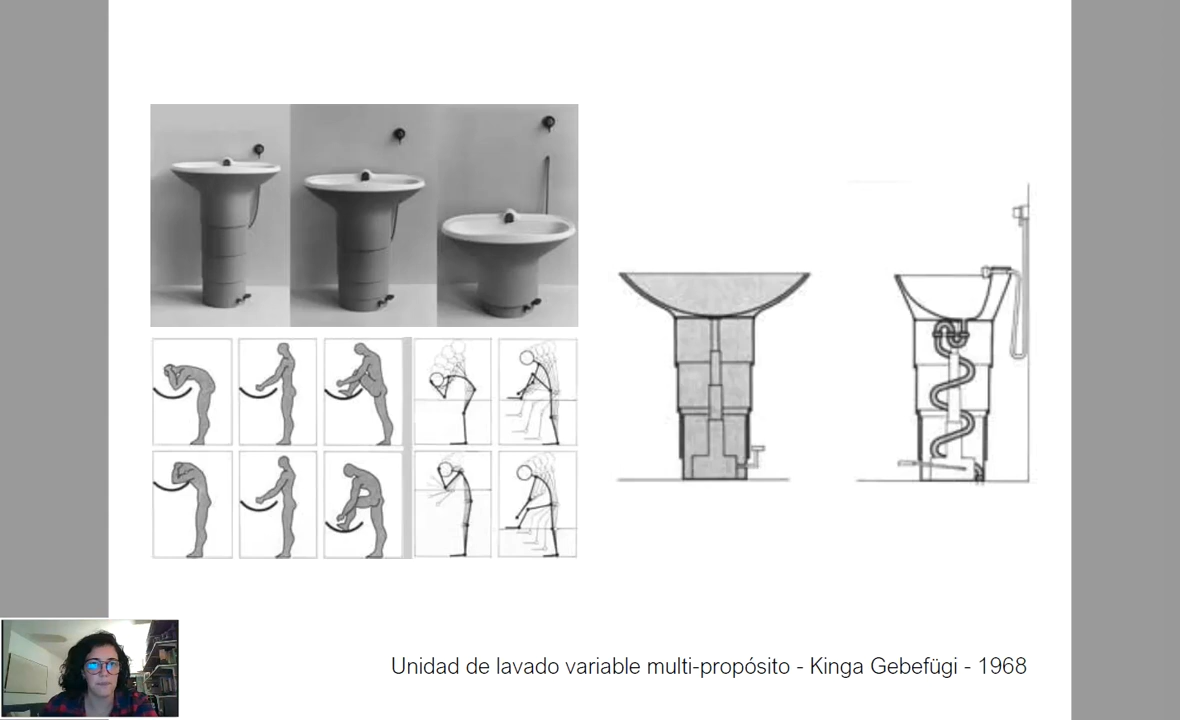 Unidad de lavado variable multi-propósito - Kinga Gebefügi - 1968